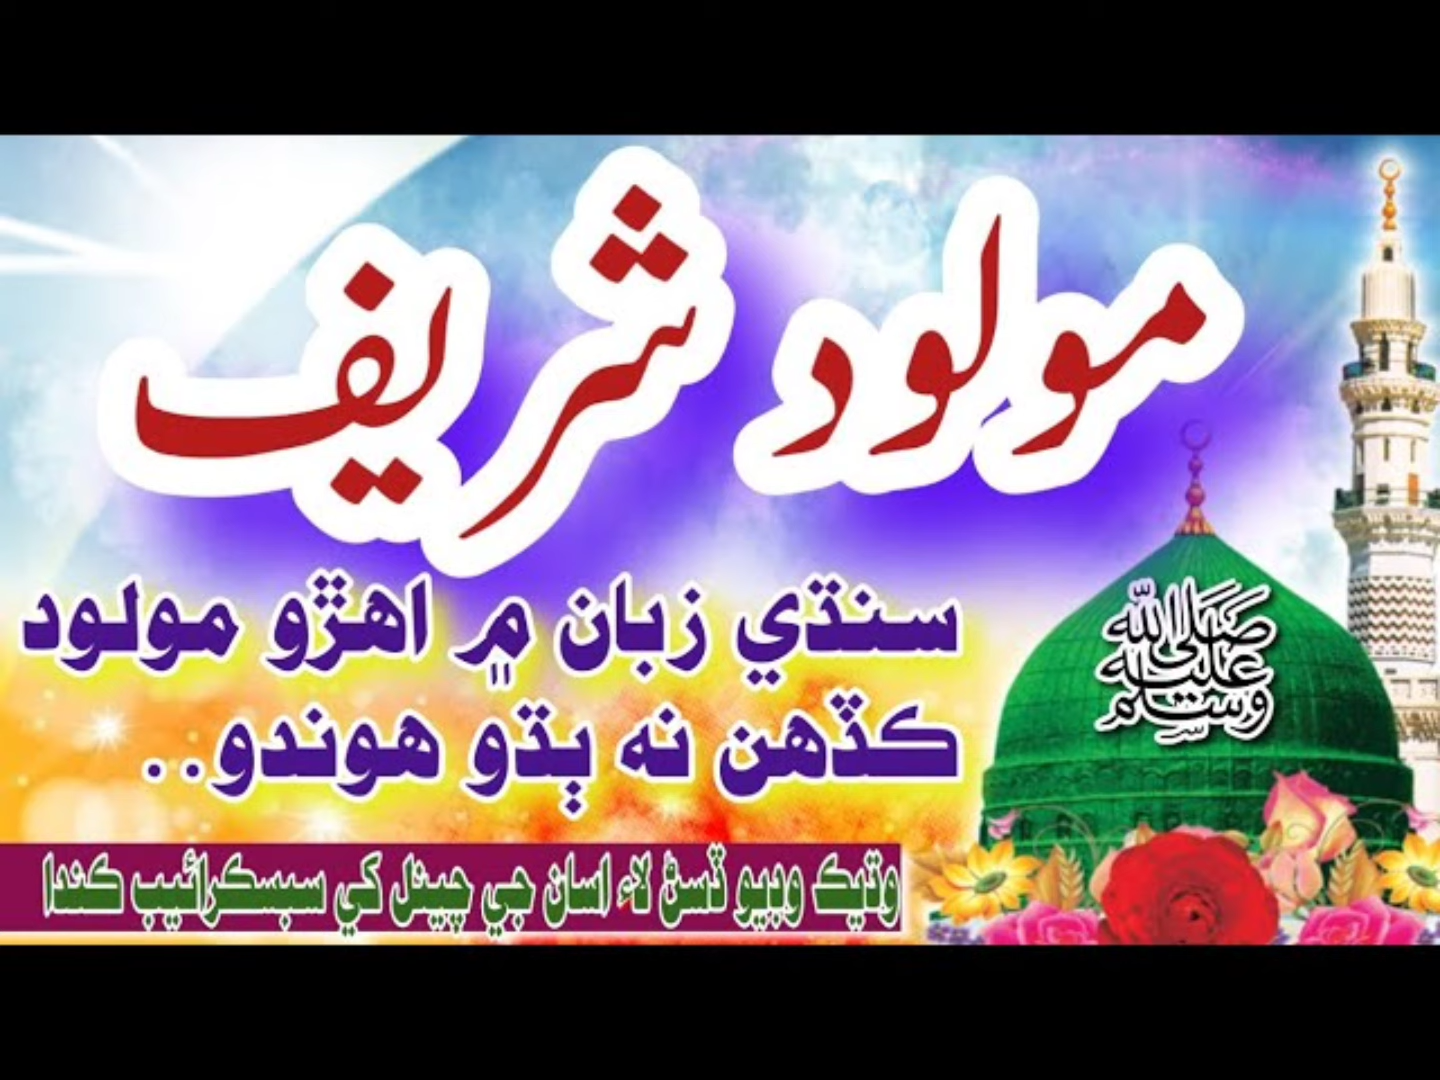 مولود شريف
سنڌي زبان ۾ اهڙو مولود
ڪڏهن نه ٻڌو هوندو..
صلى الله عليه وسلم
وڌيڪ وڊيو ڏسڻ لاءِ اسان جي چينل کي سبسڪرائيب ڪندا